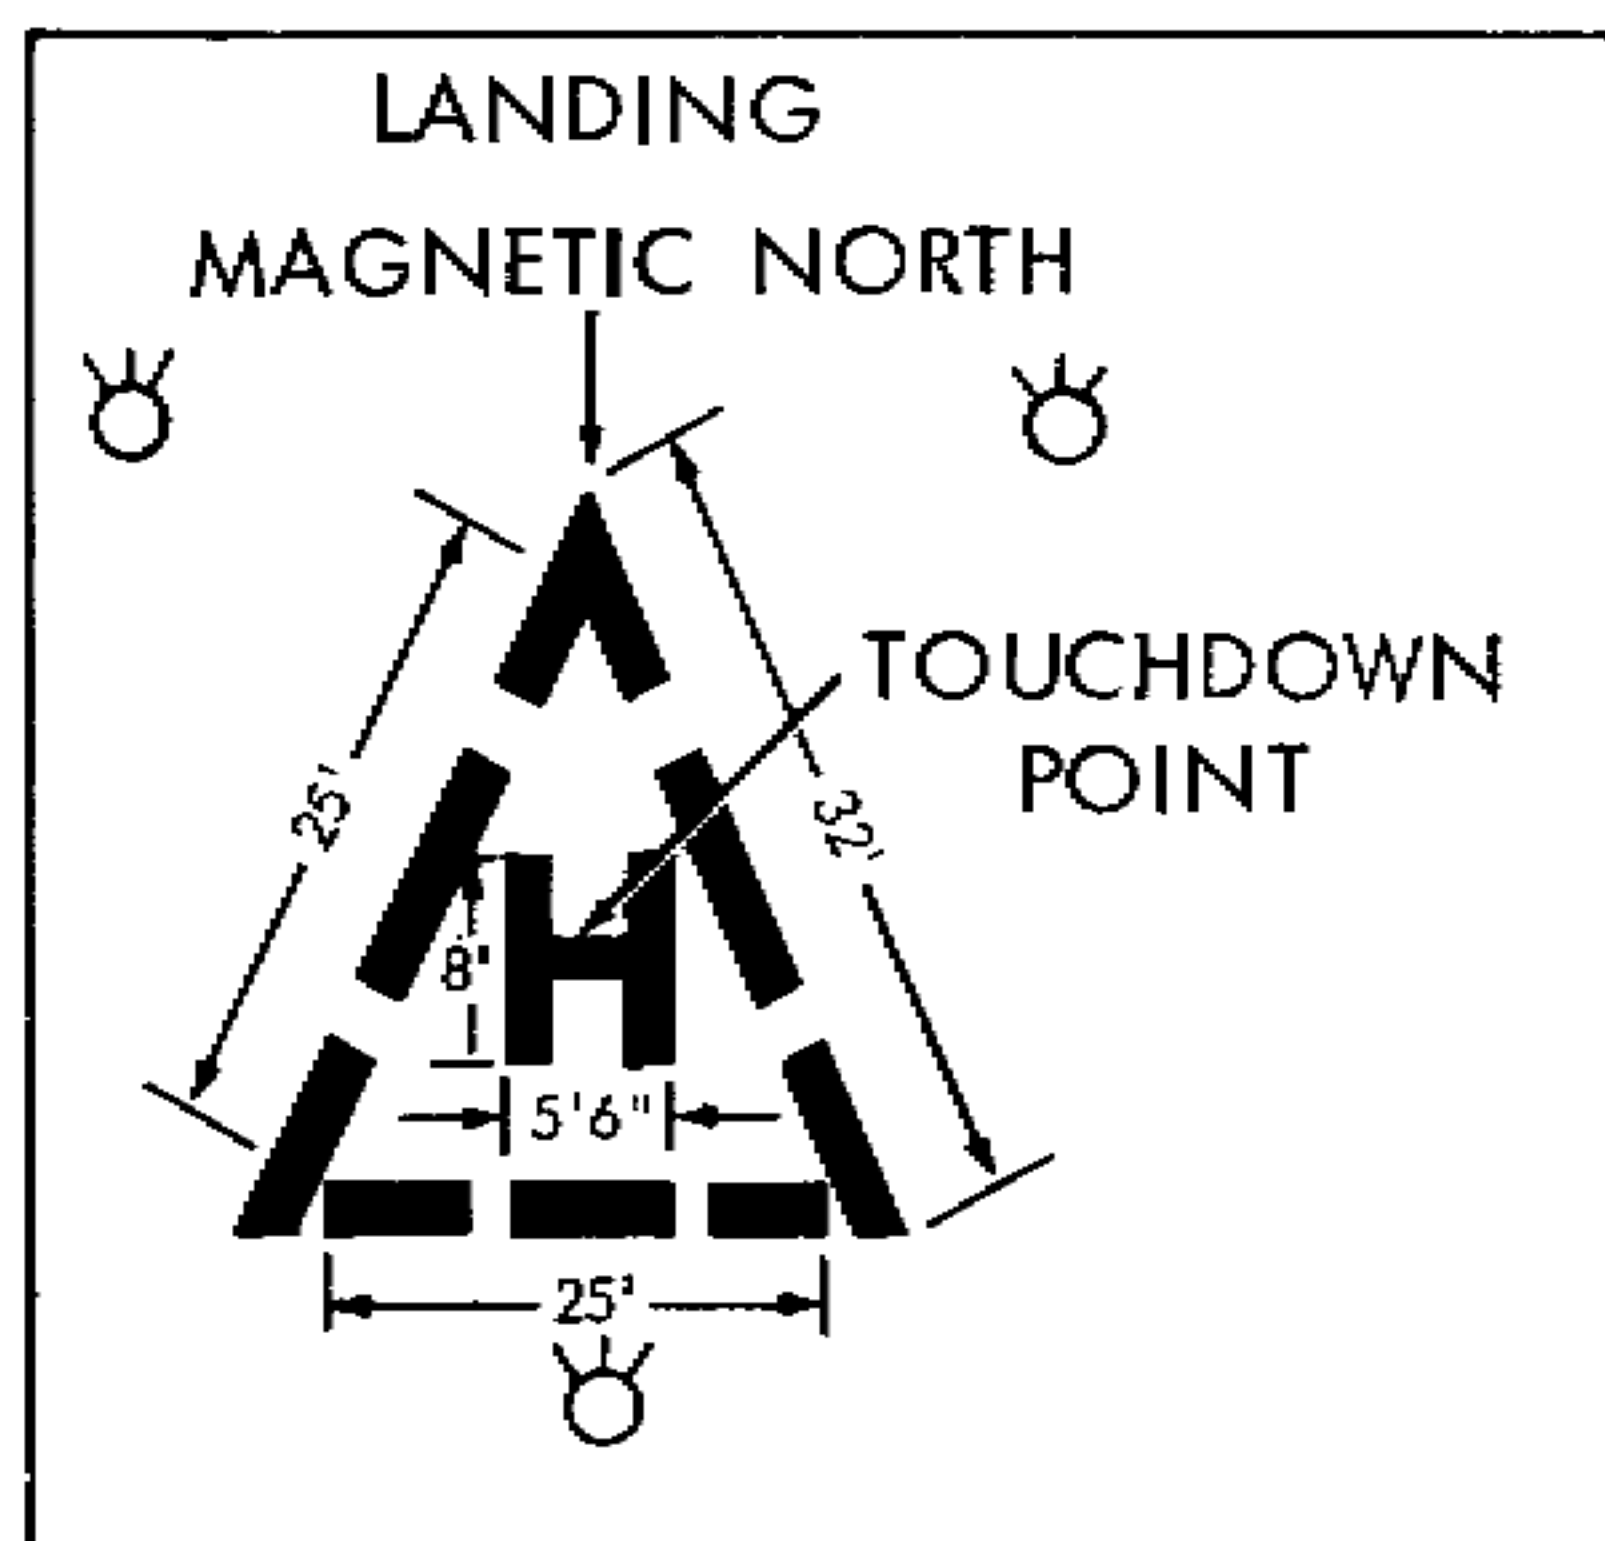 LANDING
MAGNETIC NORTH
TOUCHDOWN
POINT
25'
32'
H
8"
5'6"
25'